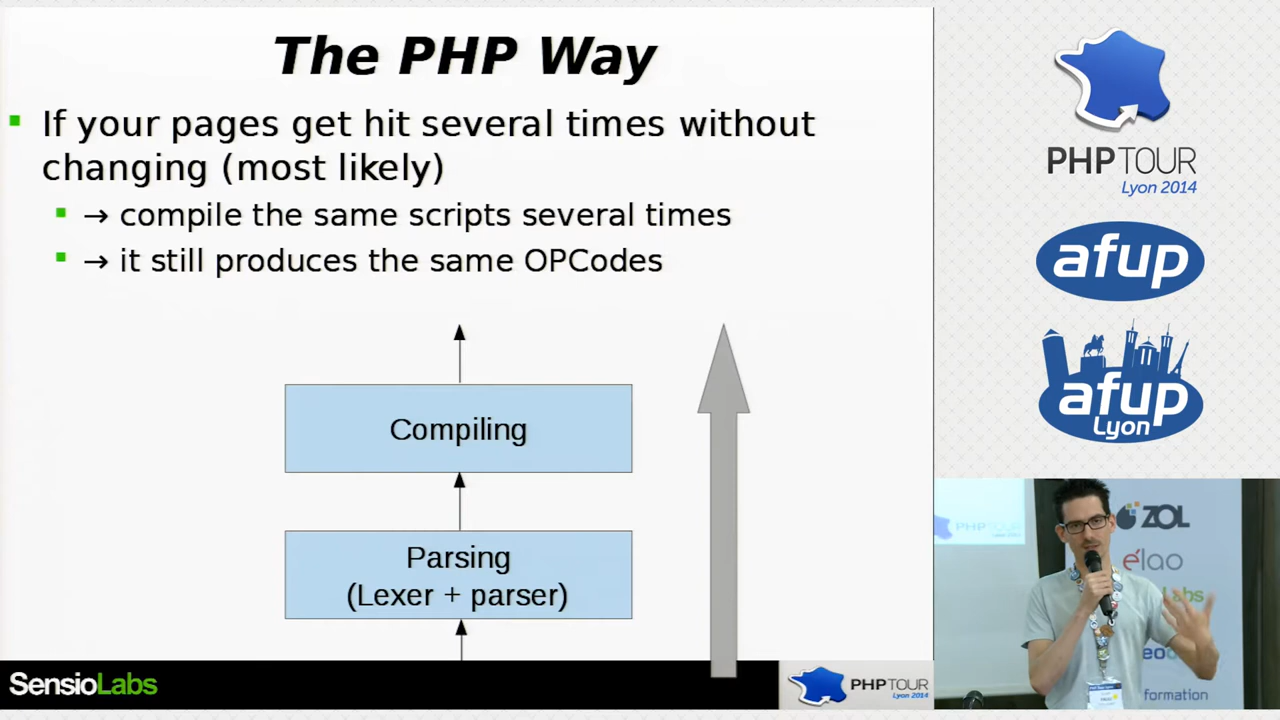 The PHP Way
If your pages get hit several times without
changing (most likely)
→ compile the same scripts several times
→ it still produces the same OPCodes
Compiling
Parsing
(Lexer + parser)
SensioLabs
PHPTOUR
Lyon 2014
PHPTOUR
Lyon 2014
afup
afup
Lyon
PHPTOUR
ZOL
élao
formation